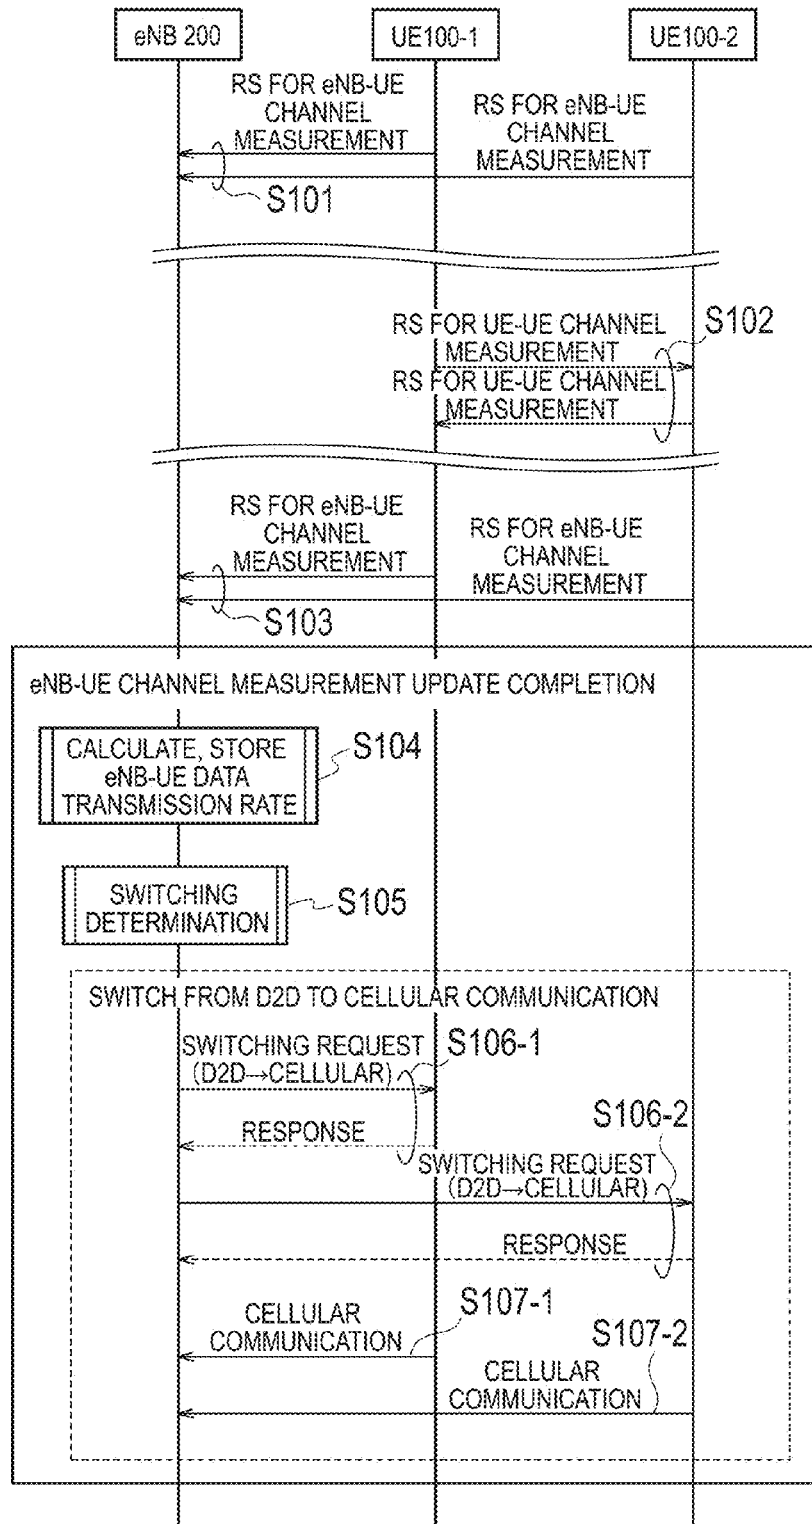 eNB 200
UE100-1
UE100-2
RS FOR eNB-UE
CHANNEL
MEASUREMENT
RS FOR eNB-UE
CHANNEL
MEASUREMENT
S101
RS FOR UE-UE CHANNEL
MEASUREMENT
S102
RS FOR UE-UE CHANNEL
MEASUREMENT
RS FOR eNB-UE
CHANNEL
MEASUREMENT
RS FOR eNB-UE
CHANNEL
MEASUREMENT
S103
eNB-UE CHANNEL MEASUREMENT UPDATE COMPLETION
CALCULATE, STORE
eNB-UE DATA
TRANSMISSION RATE
S104
SWITCHING
DETERMINATION
S105
SWITCH FROM D2D TO CELLULAR COMMUNICATION
SWITCHING REQUEST
(D2D→CELLULAR)
S106-1
RESPONSE
S106-2
SWITCHING REQUEST
(D2D→CELLULAR)
RESPONSE
CELLULAR
COMMUNICATION
S107-1
S107-2
CELLULAR
COMMUNICATION